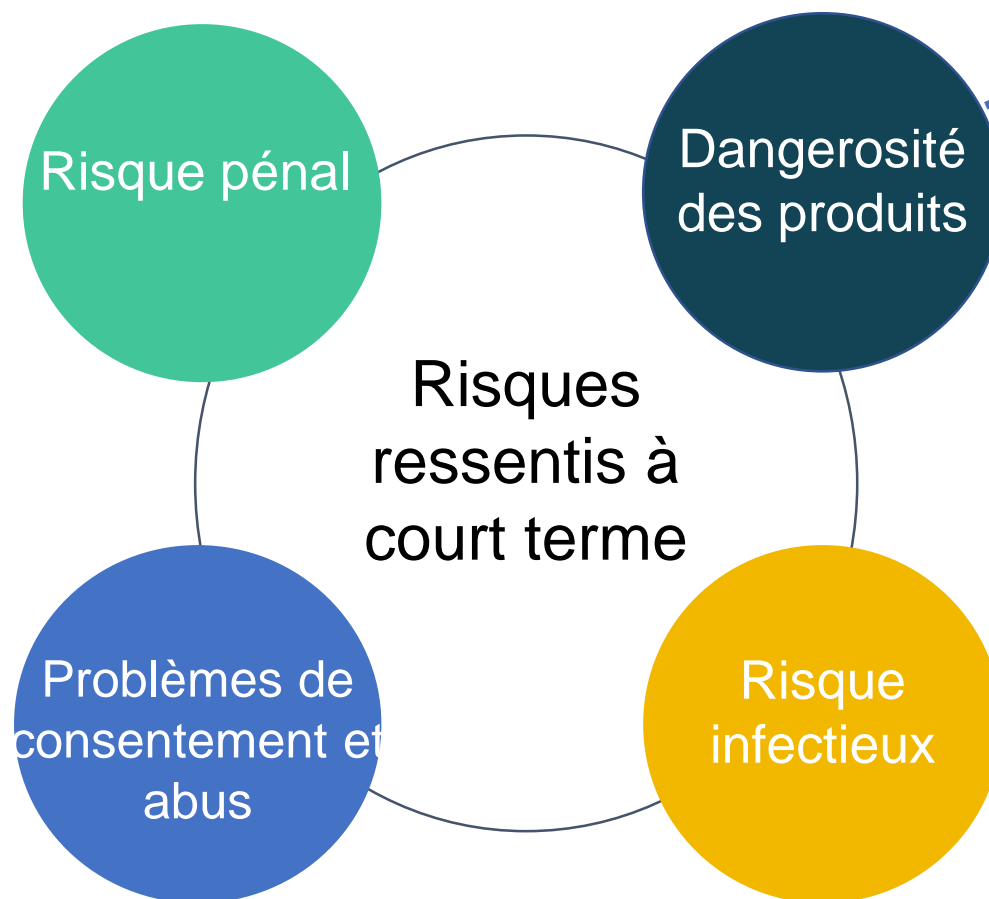 Risque pénal
Dangerosité
des produits
Risques
ressentis à
court terme
Problèmes de
consentement et
abus
Risque
infectieux